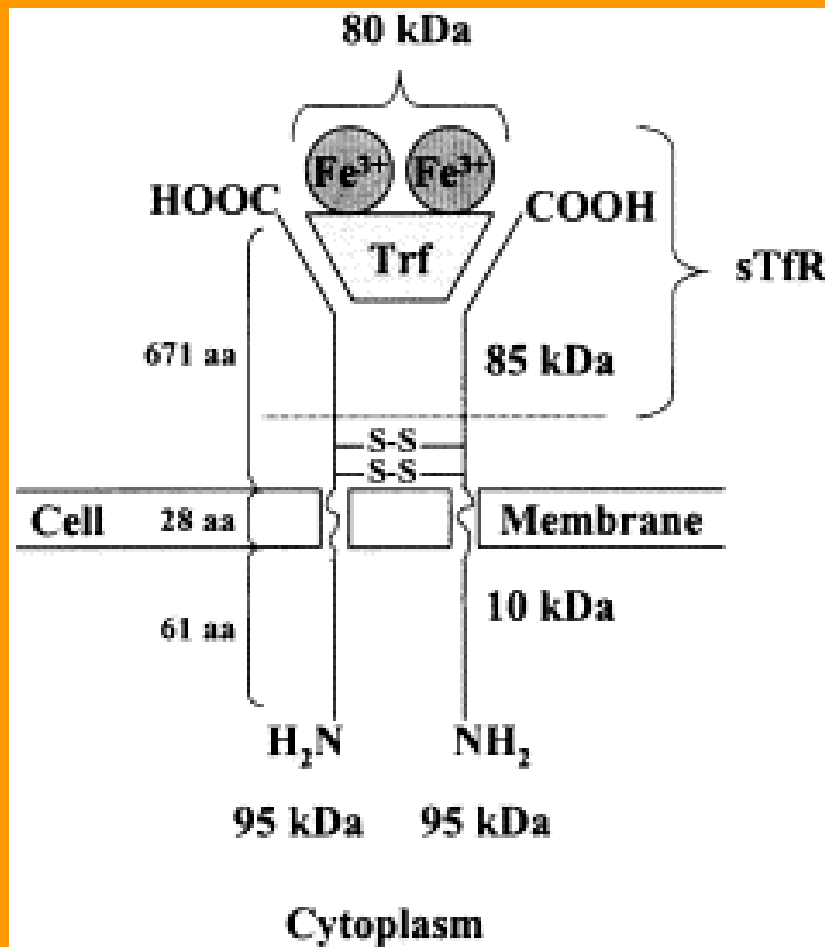 80 kDa
Fe³⁺ Fe³⁺
HOOC COOH
Trf
sTfR
671 aa
85 kDa
S-S
S-S
Cell 28 aa Membrane
10 kDa
61 aa
H₂N NH₂
95 kDa 95 kDa
Cytoplasm